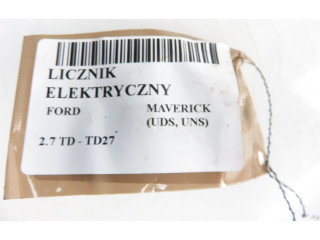 LICZNIK
ELEKTRYCZNY
FORD MAVERICK
(UDS, UNS)
2.7 TD - TD27